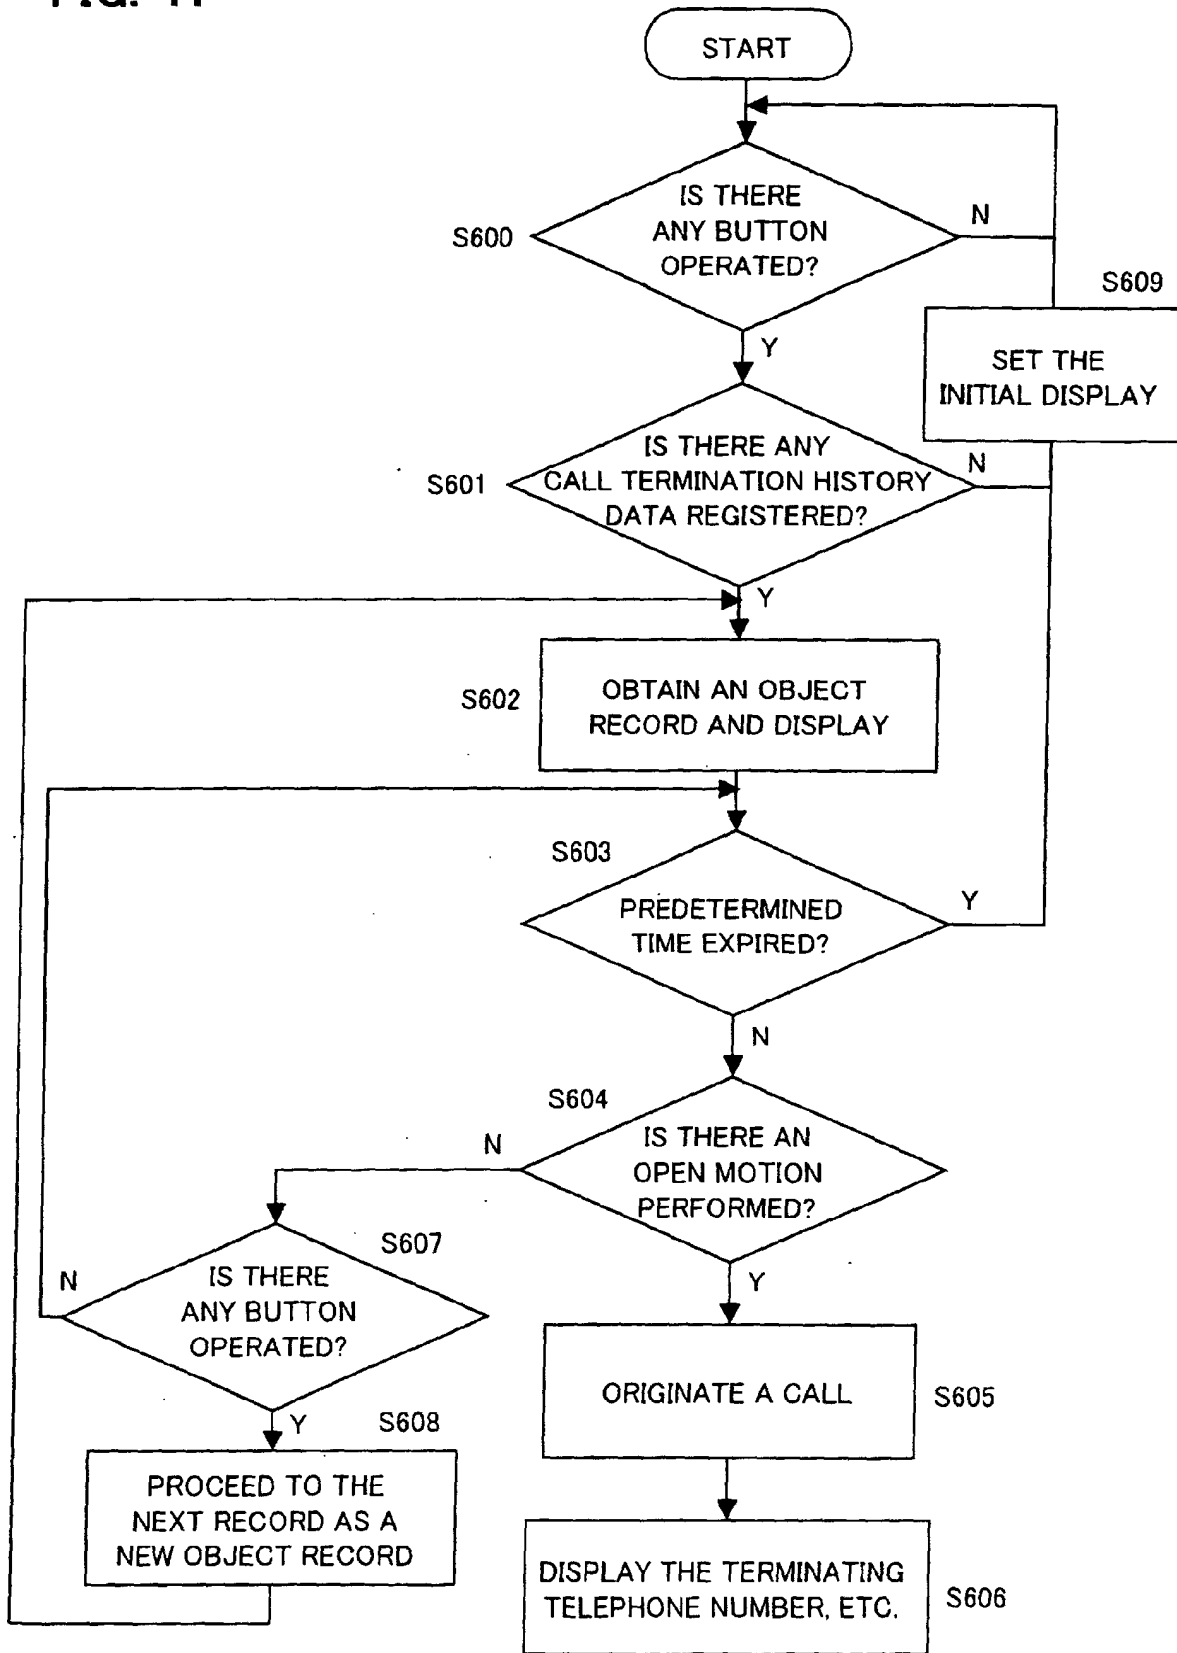 START
IS THERE
ANY BUTTON
OPERATED?
S600
N
Y
S609
SET THE
INITIAL DISPLAY
IS THERE ANY
CALL TERMINATION HISTORY
DATA REGISTERED?
S601
N
Y
S602
OBTAIN AN OBJECT
RECORD AND DISPLAY
S603
PREDETERMINED
TIME EXPIRED?
Y
N
S604
IS THERE AN
OPEN MOTION
PERFORMED?
N
Y
S607
IS THERE
ANY BUTTON
OPERATED?
N
Y
S608
PROCEED TO THE
NEXT RECORD AS A
NEW OBJECT RECORD
ORIGINATE A CALL
S605
DISPLAY THE TERMINATING
TELEPHONE NUMBER, ETC.
S606